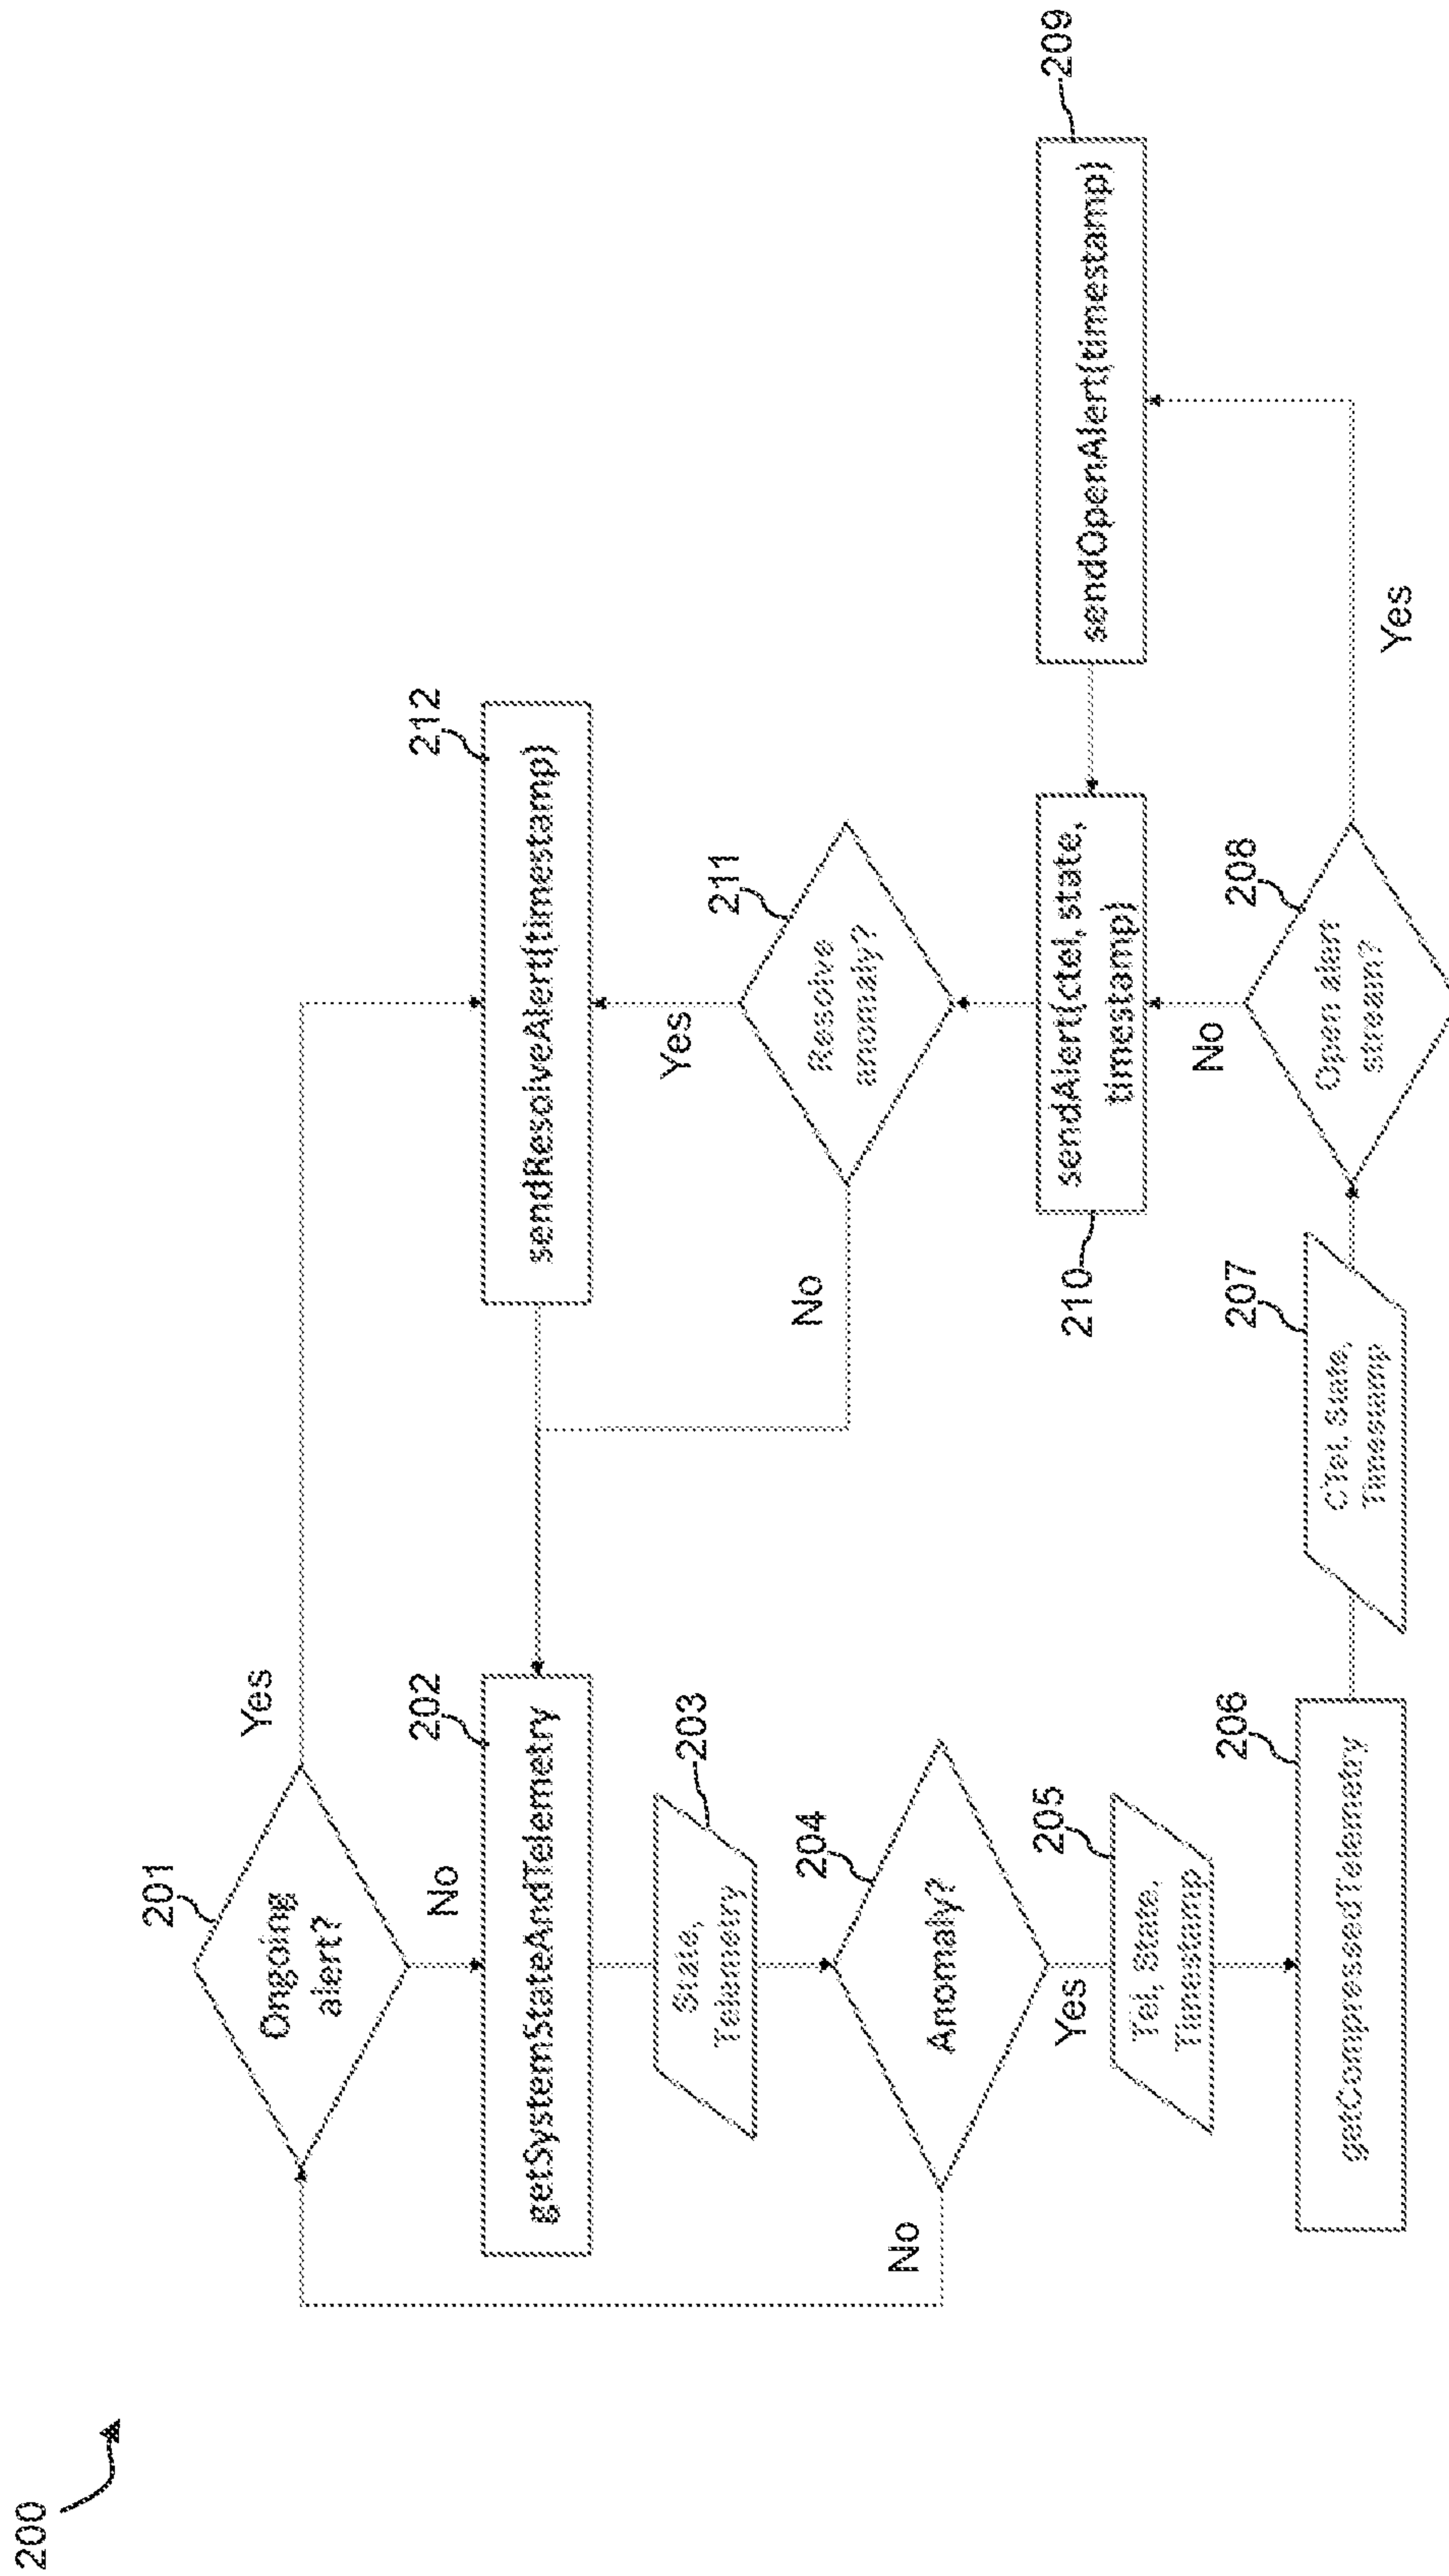 200
201
Ongoing
alert?
Yes
No
202
getSystemStateAndTelemetry
203
State,
Telemetry
204
Anomaly?
No
Yes
205
Tel, State,
Timestamp
206
getCompressedTelemetry
207
CTel, State,
Timestamp
208
Open alert
stream?
Yes
No
209
sendOpenAlert(timestamp)
210
sendAlert(ctel, state,
timestamp)
211
Resolve
anomaly?
No
Yes
212
sendResolveAlert(timestamp)